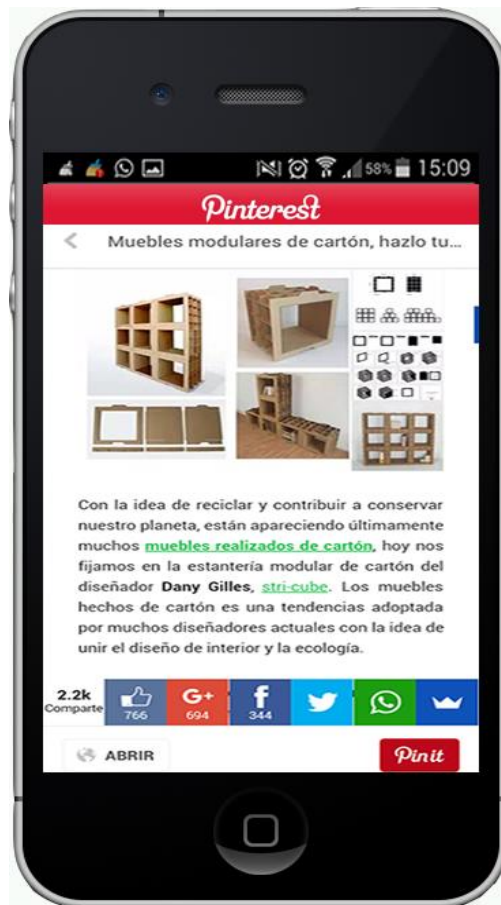 58% 15:09
Pinterest
Muebles modulares de cartón, hazlo tu...
Con la idea de reciclar y contribuir a conservar
nuestro planeta, están apareciendo últimamente
muchos muebles realizados de cartón, hoy nos
fijamos en la estantería modular de cartón del
diseñador Dany Gilles, stri-cube. Los muebles
hechos de cartón es una tendencias adoptada
por muchos diseñadores actuales con la idea de
unir el diseño de interior y la ecología.
2.2k
Comparte
766
G+
694
f
344
ABRIR
Pinit